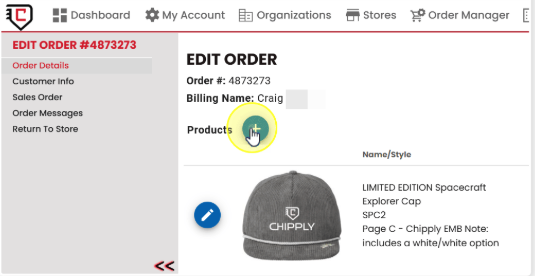 Dashboard My Account Organizations Stores Order Manager
EDIT ORDER #4873273
Order Details
Customer Info
Sales Order
Order Messages
Return To Store
EDIT ORDER
Order #: 4873273
Billing Name: Craig
Products
Name/Style
CHIPPLY
LIMITED EDITION Spacecraft
Explorer Cap
SPC2
Page C - Chipply EMB Note:
includes a white/white option